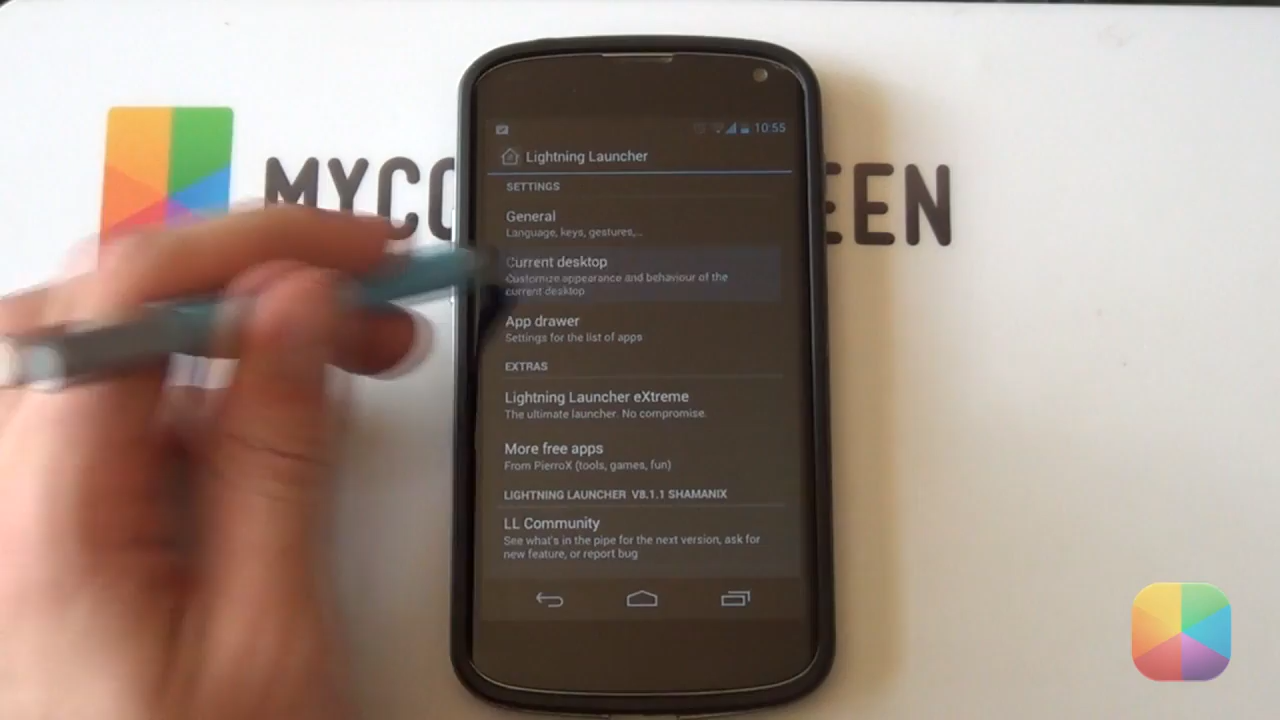 10:55
Lightning Launcher
MYCO EEN
SETTINGS
General
Language, keys, gestures,...
Current desktop
Customize appearance and behaviour of the
current desktop
App drawer
Settings for the list of apps
EXTRAS
Lightning Launcher eXtreme
The ultimate launcher. No compromise.
More free apps
From PierroX (tools, games, fun)
LIGHTNING LAUNCHER V8.1.1 SHAMANIX
LL Community
See what's in the pipe for the next version, ask for
new feature, or report bug